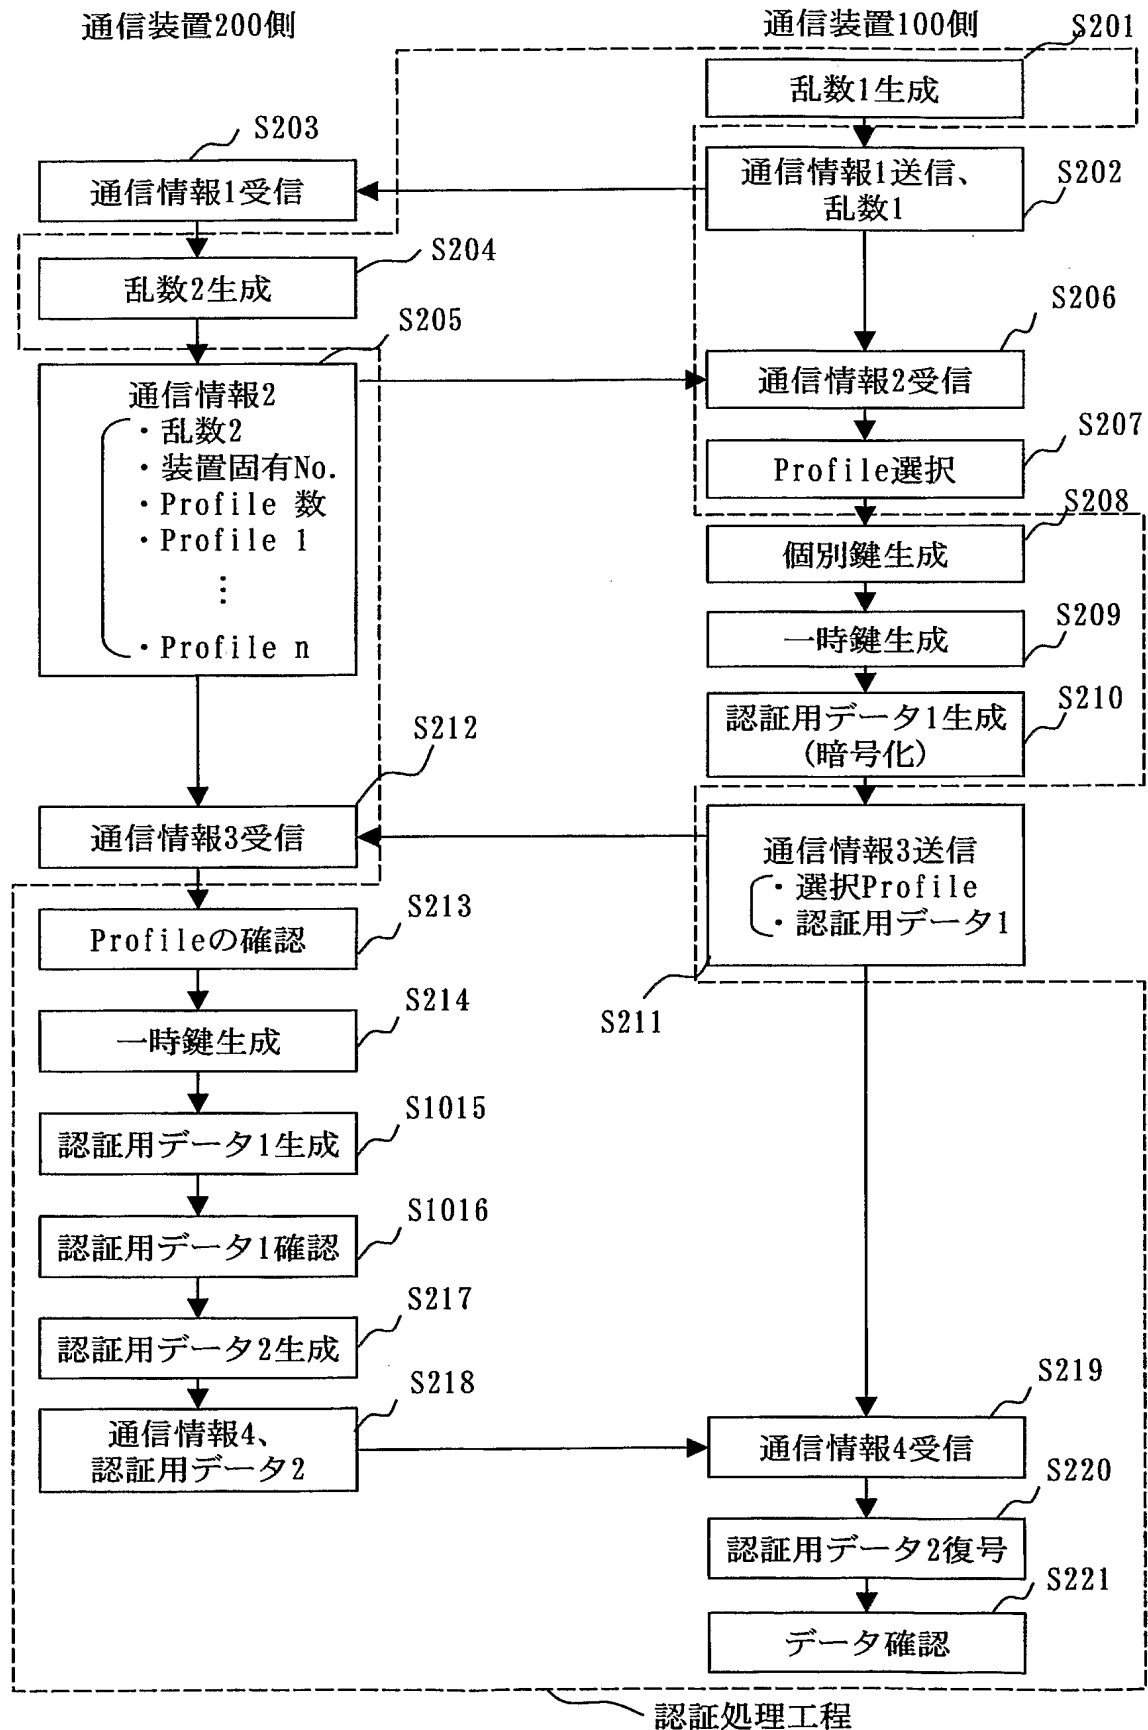 通信装置200側
通信装置100側
S201
乱数1生成
S203
通信情報1受信
通信情報1送信、
乱数1
S202
S204
乱数2生成
S205
通信情報2
・乱数2
・装置固有No.
・Profile 数
・Profile 1
⋮
・Profile n
S206
通信情報2受信
S207
Profile選択
S208
個別鍵生成
S209
一時鍵生成
S210
認証用データ1生成
(暗号化)
S212
通信情報3受信
通信情報3送信
・選択Profile
・認証用データ1
S211
S213
Profileの確認
S214
一時鍵生成
S1015
認証用データ1生成
S1016
認証用データ1確認
S217
認証用データ2生成
S218
通信情報4、
認証用データ2
S219
通信情報4受信
S220
認証用データ2復号
S221
データ確認
認証処理工程